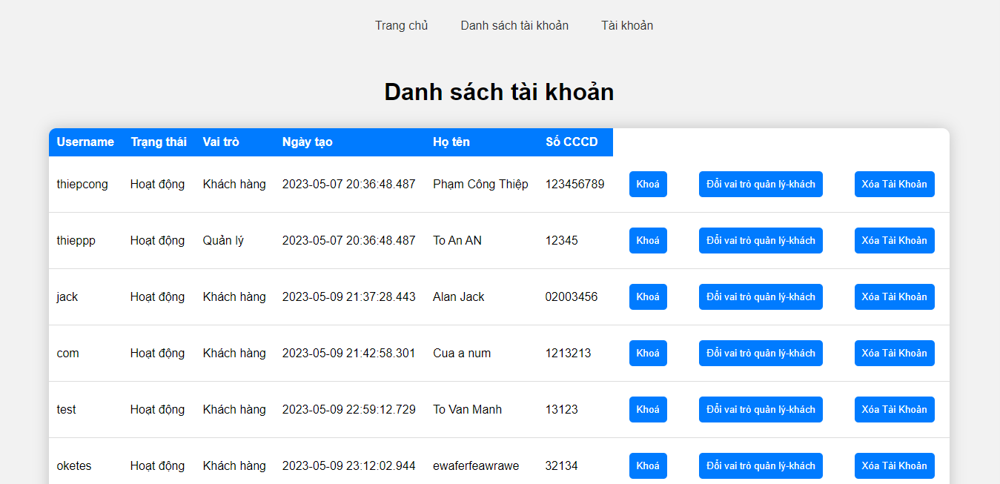 Trang chủ Danh sách tài khoản Tài khoản
Danh sách tài khoản
Username Trạng thái Vai trò Ngày tạo Họ tên Số CCCD
thiepcong Hoạt động Khách hàng 2023-05-07 20:36:48.487 Phạm Công Thiệp 123456789 Khoá Đổi vai trò quản lý-khách Xóa Tài Khoản
thieppp Hoạt động Quản lý 2023-05-07 20:36:48.487 To An AN 12345 Khoá Đổi vai trò quản lý-khách Xóa Tài Khoản
jack Hoạt động Khách hàng 2023-05-09 21:37:28.443 Alan Jack 02003456 Khoá Đổi vai trò quản lý-khách Xóa Tài Khoản
com Hoạt động Khách hàng 2023-05-09 21:42:58.301 Cua a num 1213213 Khoá Đổi vai trò quản lý-khách Xóa Tài Khoản
test Hoạt động Khách hàng 2023-05-09 22:59:12.729 To Van Manh 13123 Khoá Đổi vai trò quản lý-khách Xóa Tài Khoản
oketes Hoạt động Khách hàng 2023-05-09 23:12:02.944 ewaferfeawrawe 32134 Khoá Đổi vai trò quản lý-khách Xóa Tài Khoản